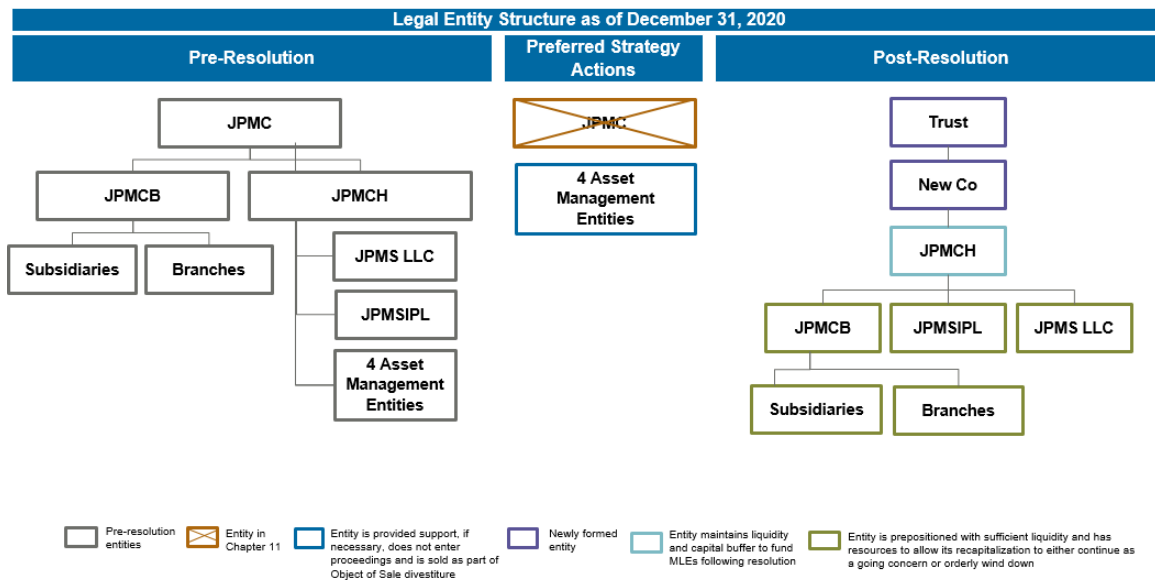 Legal Entity Structure as of December 31, 2020
Pre-Resolution
Preferred Strategy
Actions
Post-Resolution
JPMC
JPMCB
JPMCH
Subsidiaries
Branches
JPMS LLC
JPMSIPL
4 Asset
Management
Entities
JPMC
4 Asset
Management
Entities
Trust
New Co
JPMCH
JPMCB
JPMSIPL
JPMS LLC
Subsidiaries
Branches
Pre-resolution
entities
Entity in
Chapter 11
Entity is provided support, if
necessary, does not enter
proceedings and is sold as part of
Object of Sale divestiture
Newly formed
entity
Entity maintains liquidity
and capital buffer to fund
MLEs following resolution
Entity is prepositioned with sufficient liquidity and has
resources to allow its recapitalization to either continue as
a going concern or orderly wind down